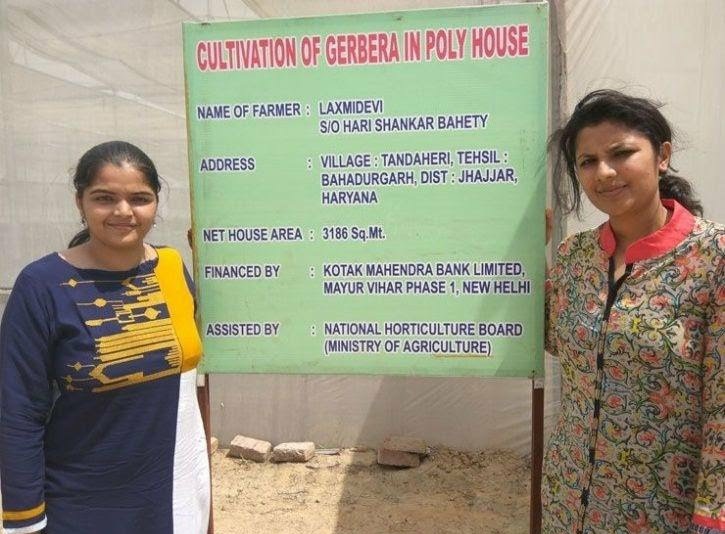 CULTIVATION OF GERBERA IN POLY HOUSE
NAME OF FARMER : LAXMIDEVI
S/O HARI SHANKAR BAHETY
ADDRESS : VILLAGE : TANDAHERI, TEHSIL :
BAHADURGARH, DIST : JHAJJAR,
HARYANA
NET HOUSE AREA : 3186 Sq.Mt.
FINANCED BY : KOTAK MAHENDRA BANK LIMITED,
MAYUR VIHAR PHASE 1, NEW DELHI
ASSISTED BY : NATIONAL HORTICULTURE BOARD
(MINISTRY OF AGRICULTURE)